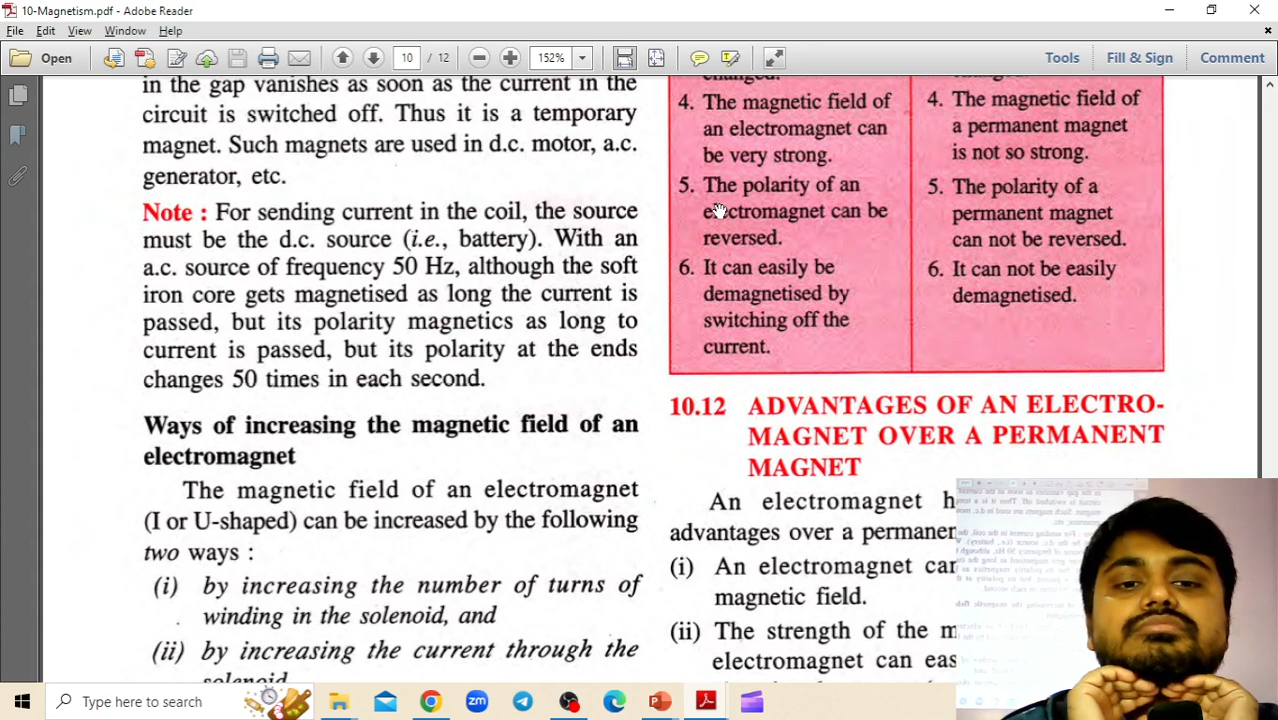 10-Magnetism.pdf - Adobe Reader
File Edit View Window Help
Open
10 / 12
152%
Tools
Fill & Sign
Comment
in the gap vanishes as soon as the current in the
circuit is switched off. Thus it is a temporary
magnet. Such magnets are used in d.c. motor, a.c.
generator, etc.
Note : For sending current in the coil, the source
must be the d.c. source (i.e., battery). With an
a.c. source of frequency 50 Hz, although the soft
iron core gets magnetised as long the current is
passed, but its polarity magnetics as long to
current is passed, but its polarity at the ends
changes 50 times in each second.
Ways of increasing the magnetic field of an
electromagnet
The magnetic field of an electromagnet
(I or U-shaped) can be increased by the following
two ways :
(i) by increasing the number of turns of
winding in the solenoid, and
(ii) by increasing the current through the
solenoid
changed.
4. The magnetic field of
an electromagnet can
be very strong.
5. The polarity of an
electromagnet can be
reversed.
6. It can easily be
demagnetised by
switching off the
current.
4. The magnetic field of
a permanent magnet
is not so strong.
5. The polarity of a
permanent magnet
can not be reversed.
6. It can not be easily
demagnetised.
10.12 ADVANTAGES OF AN ELECTRO-
MAGNET OVER A PERMANENT
MAGNET
An electromagnet h
advantages over a permanen
(i) An electromagnet can
magnetic field.
(ii) The strength of the m
electromagnet can eas
Type here to search